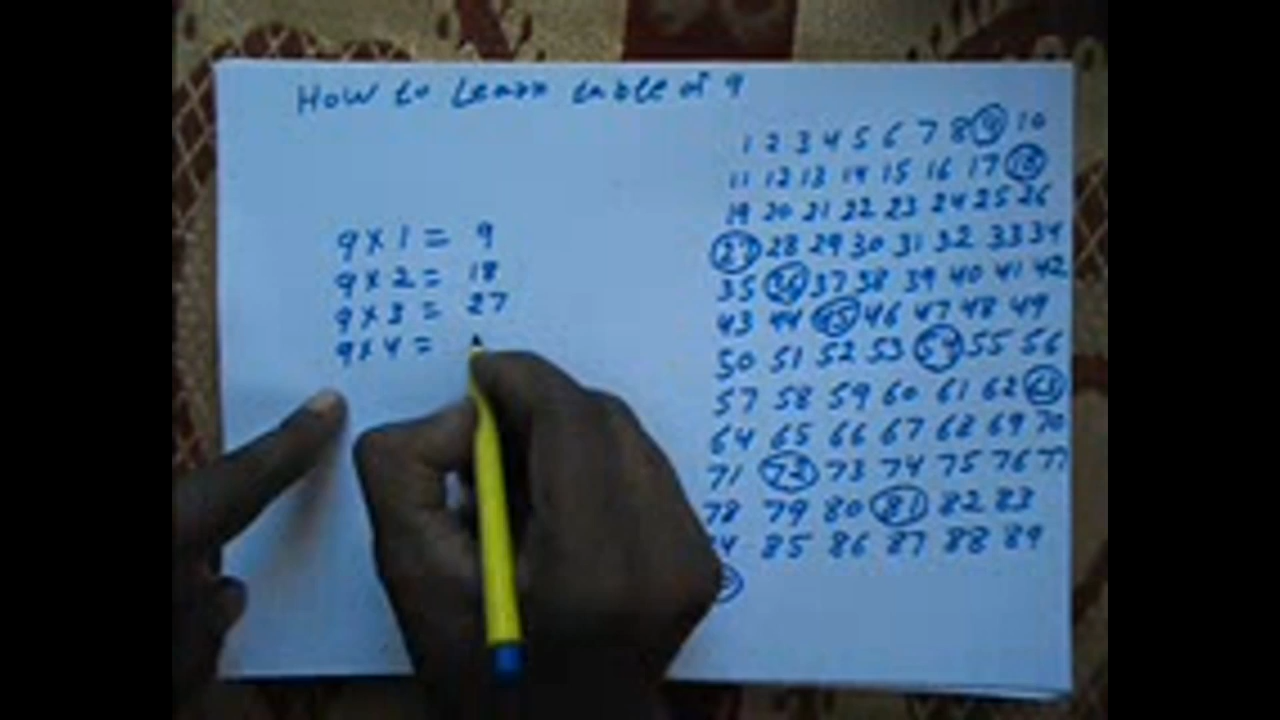 How to Learn table of 9
9 x 1 = 9
9 x 2 = 18
9 x 3 = 27
9 x 4 =
1 2 3 4 5 6 7 8 9 10
11 12 13 14 15 16 17 18
19 20 21 22 23 24 25 26
27 28 29 30 31 32 33 34
35 36 37 38 39 40 41 42
43 44 45 46 47 48 49
50 51 52 53 54 55 56
57 58 59 60 61 62 63
64 65 66 67 68 69 70
71 72 73 74 75 76 77
78 79 80 81 82 83
85 86 87 88 89